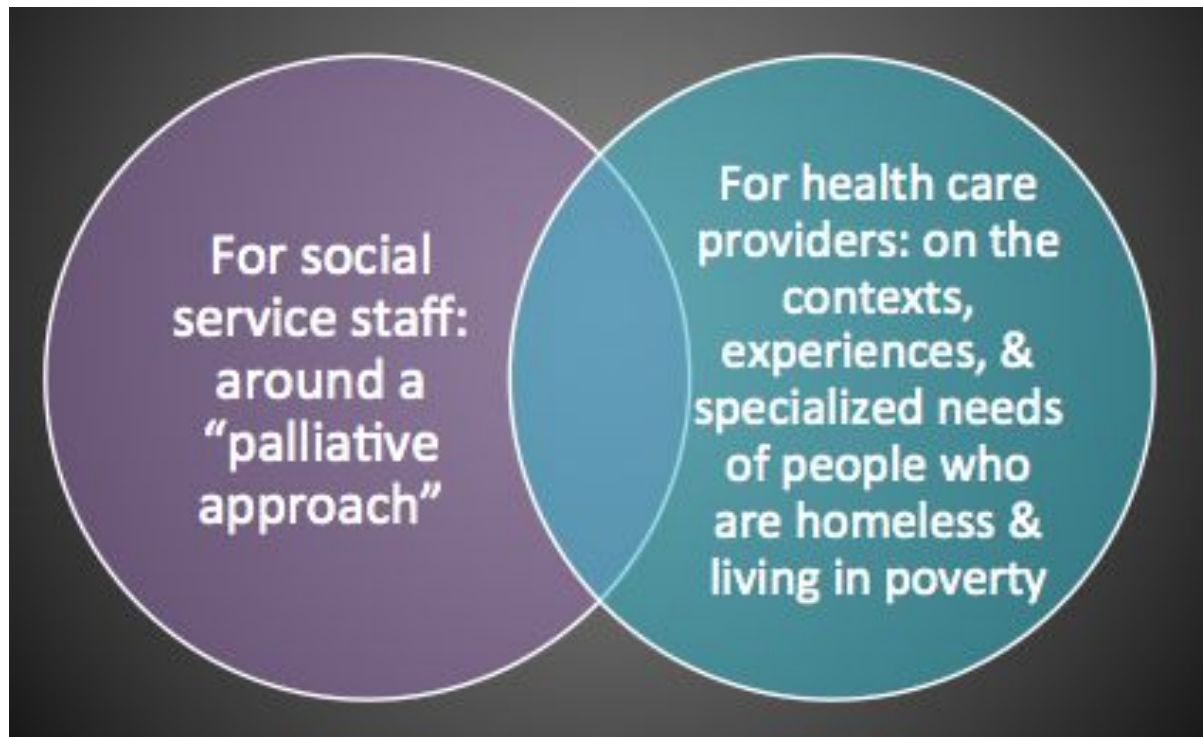 For social
service staff:
around a
“palliative
approach”
For health care
providers: on the
contexts,
experiences, &
specialized needs
of people who
are homeless &
living in poverty